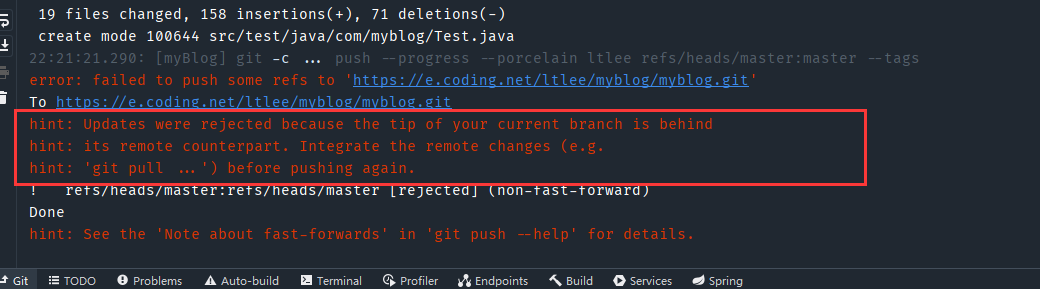 19 files changed, 158 insertions(+), 71 deletions(-)
create mode 100644 src/test/java/com/myblog/Test.java
22:21:21.290: [myBlog] git -c ... push --progress --porcelain ltlee refs/heads/master:master --tags
error: failed to push some refs to 'https://e.coding.net/ltlee/myblog/myblog.git'
To https://e.coding.net/ltlee/myblog/myblog.git
hint: Updates were rejected because the tip of your current branch is behind
hint: its remote counterpart. Integrate the remote changes (e.g.
hint: 'git pull ...') before pushing again.
! refs/heads/master:refs/heads/master [rejected] (non-fast-forward)
Done
hint: See the 'Note about fast-forwards' in 'git push --help' for details.
Git TODO Problems Auto-build Terminal Profiler Endpoints Build Services Spring